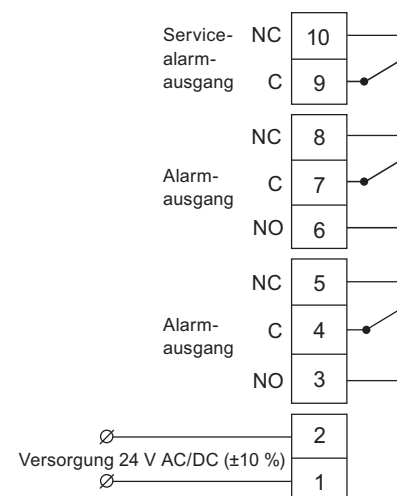 Service-
alarm-
ausgang
NC 10
C 9
NC 8
Alarm-
ausgang
C 7
NO 6
NC 5
Alarm-
ausgang
C 4
NO 3
2
Versorgung 24 V AC/DC (±10 %)
1